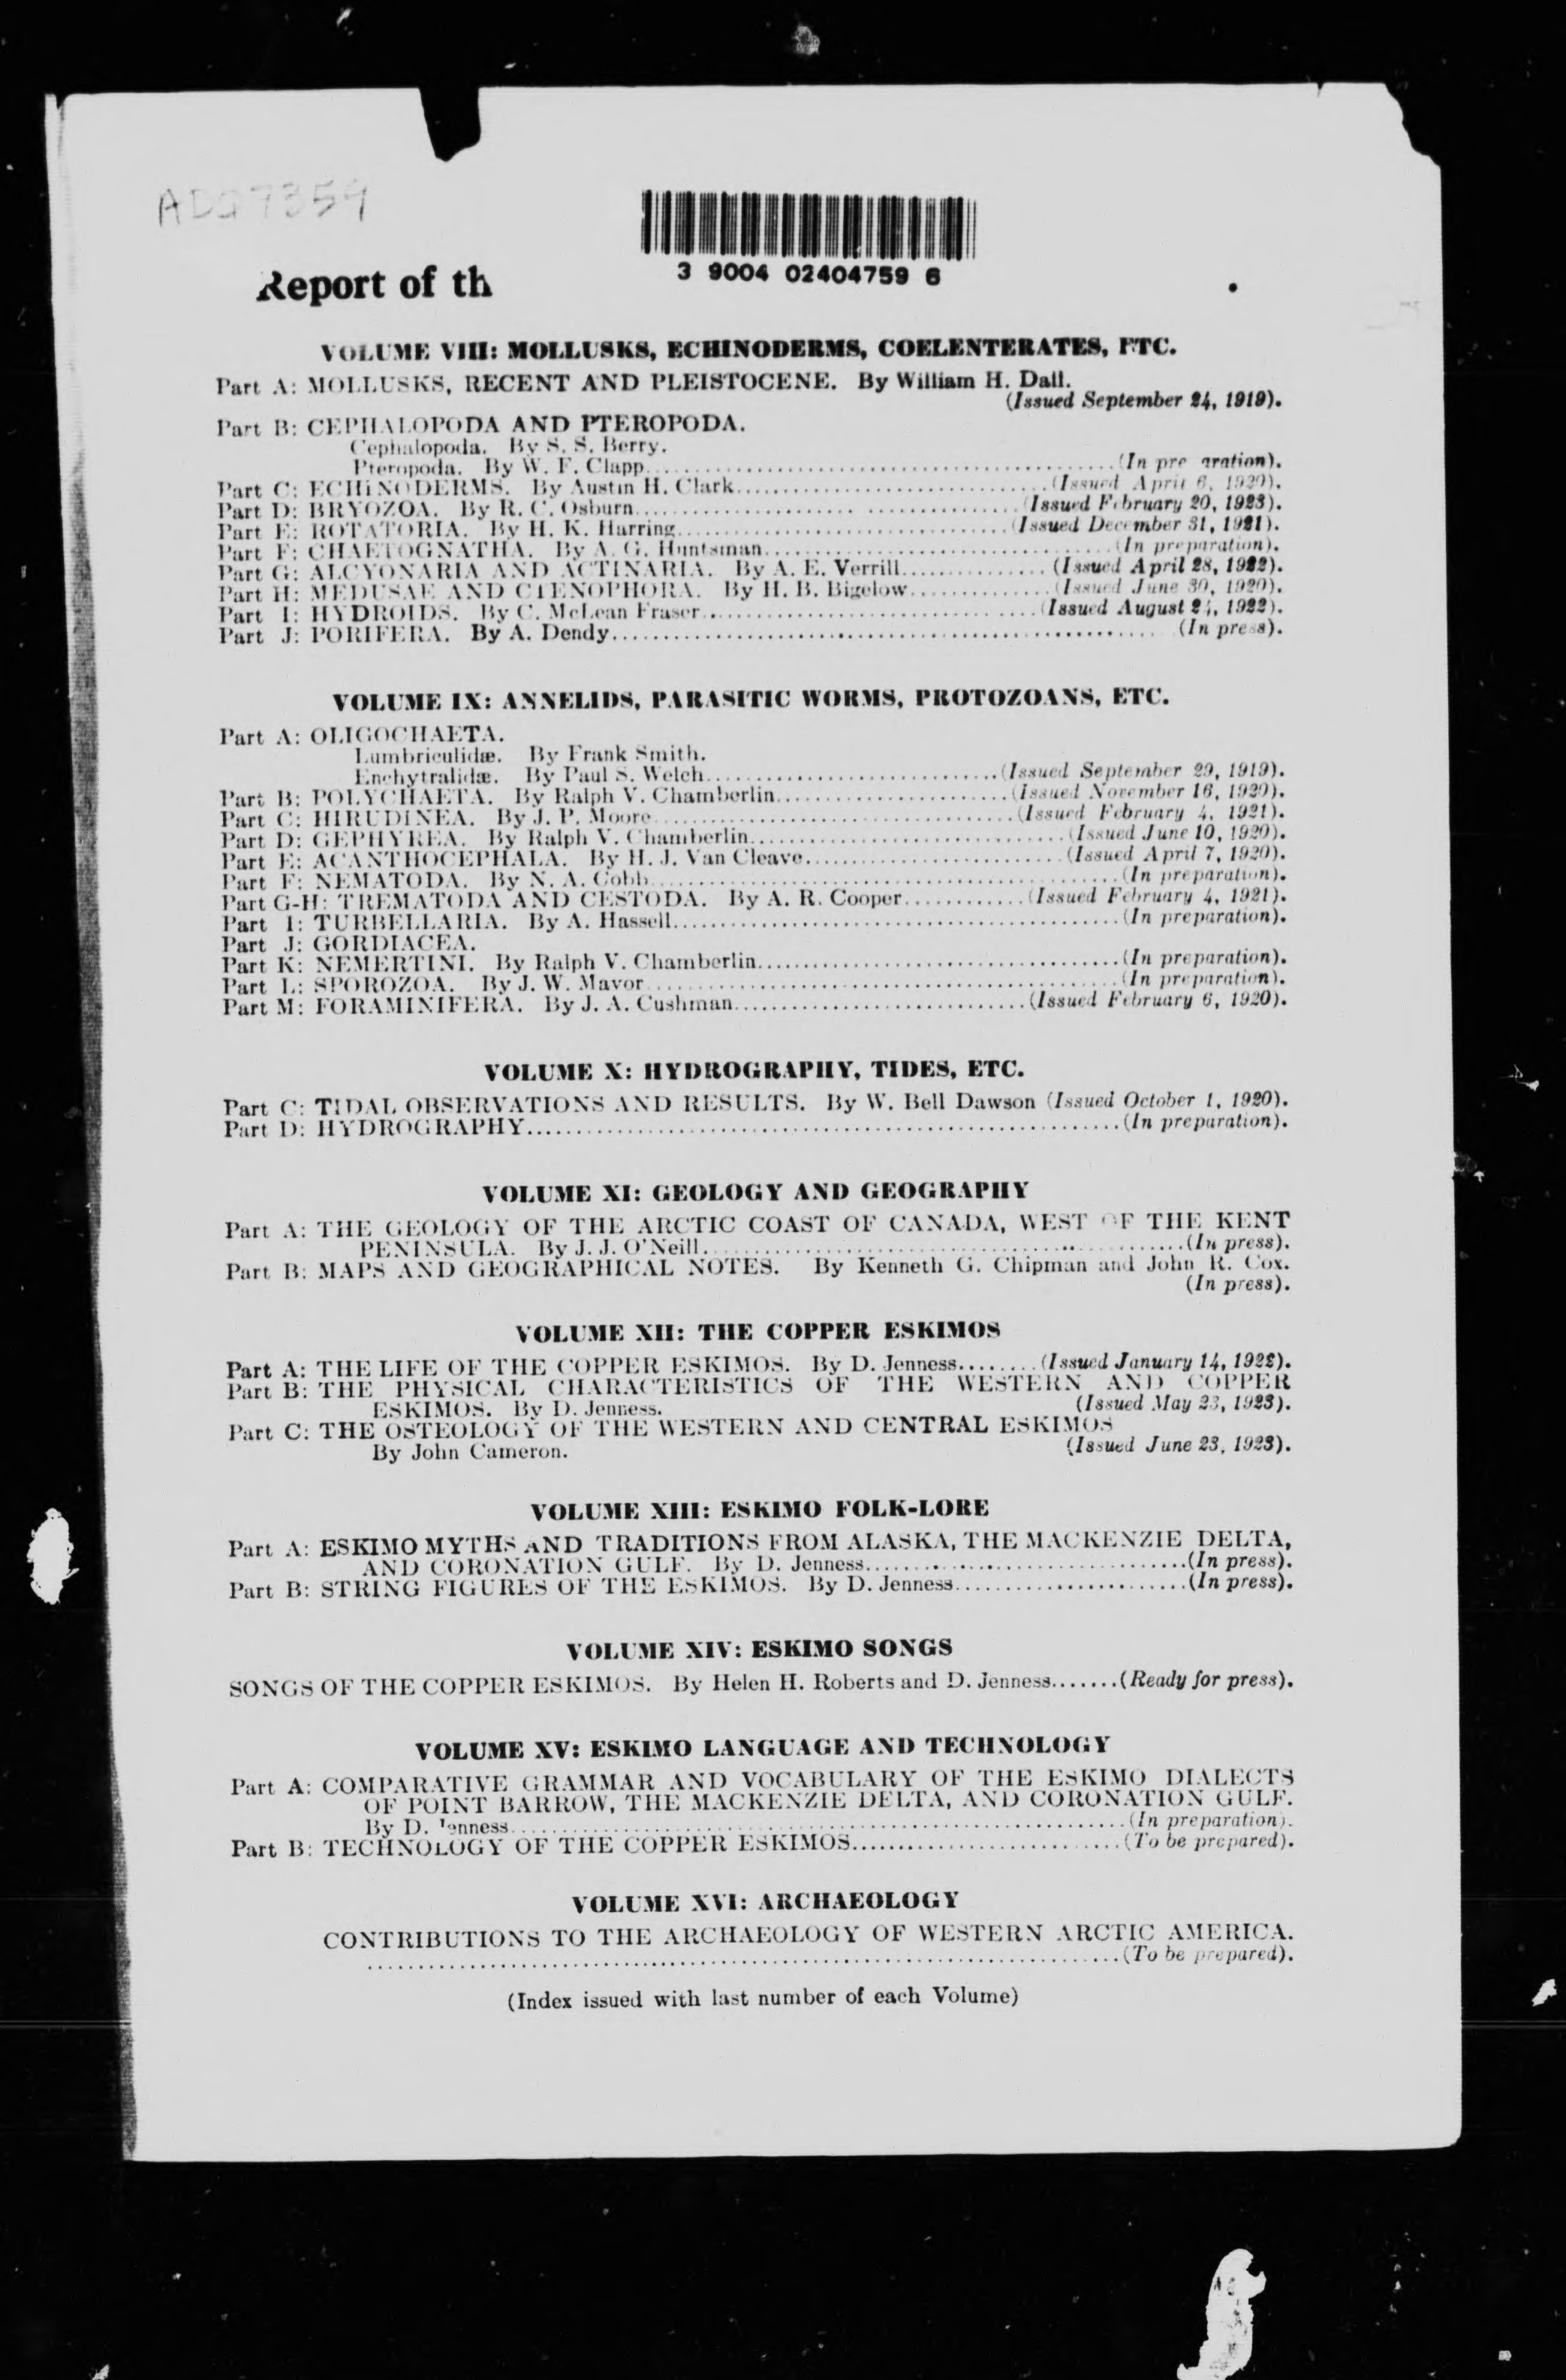 ADQ7359
3 9004 02404759 6
Report of th
VOLUME VIII: MOLLUSKS, ECHINODERMS, COELENTERATES, ETC.
Part A: MOLLUSKS, RECENT AND PLEISTOCENE. By William H. Dall.
(Issued September 24, 1919).
Part B: CEPHALOPODA AND PTEROPODA.
Cephalopoda. By S. S. Berry.
Pteropoda. By W. F. Clapp (In pre aration).
Part C: ECHINODERMS. By Austin H. Clark (Issued April 6, 1920).
Part D: BRYOZOA. By R. C. Osburn (Issued February 20, 1923).
Part E: ROTATORIA. By H. K. Harring (Issued December 31, 1921).
Part F: CHAETOGNATHA. By A. G. Huntsman (In preparation).
Part G: ALCYONARIA AND ACTINARIA. By A. E. Verrill (Issued April 28, 1922).
Part H: MEDUSAE AND CTENOPHORA. By H. B. Bigelow (Issued June 30, 1920).
Part I: HYDROIDS. By C. McLean Fraser (Issued August 24, 1922).
Part J: PORIFERA. By A. Dendy (In press).
VOLUME IX: ANNELIDS, PARASITIC WORMS, PROTOZOANS, ETC.
Part A: OLIGOCHAETA.
Lumbriculidæ. By Frank Smith.
Enchytralidæ. By Paul S. Welch (Issued September 29, 1919).
Part B: POLYCHAETA. By Ralph V. Chamberlin (Issued November 16, 1920).
Part C: HIRUDINEA. By J. P. Moore (Issued February 4, 1921).
Part D: GEPHYREA. By Ralph V. Chamberlin (Issued June 10, 1920).
Part E: ACANTHOCEPHALA. By H. J. Van Cleave (Issued April 7, 1920).
Part F: NEMATODA. By N. A. Cobb (In preparation).
Part G-H: TREMATODA AND CESTODA. By A. R. Cooper (Issued February 4, 1921).
Part I: TURBELLARIA. By A. Hassell (In preparation).
Part J: GORDIACEA.
Part K: NEMERTINI. By Ralph V. Chamberlin (In preparation).
Part L: SPOROZOA. By J. W. Mavor (In preparation).
Part M: FORAMINIFERA. By J. A. Cushman (Issued February 6, 1920).
VOLUME X: HYDROGRAPHY, TIDES, ETC.
Part C: TIDAL OBSERVATIONS AND RESULTS. By W. Bell Dawson (Issued October 1, 1920).
Part D: HYDROGRAPHY (In preparation).
VOLUME XI: GEOLOGY AND GEOGRAPHY
Part A: THE GEOLOGY OF THE ARCTIC COAST OF CANADA, WEST OF THE KENT
PENINSULA. By J. J. O'Neill (In press).
Part B: MAPS AND GEOGRAPHICAL NOTES. By Kenneth G. Chipman and John R. Cox.
(In press).
VOLUME XII: THE COPPER ESKIMOS
Part A: THE LIFE OF THE COPPER ESKIMOS. By D. Jenness (Issued January 14, 1922).
Part B: THE PHYSICAL CHARACTERISTICS OF THE WESTERN AND COPPER
ESKIMOS. By D. Jenness. (Issued May 23, 1923).
Part C: THE OSTEOLOGY OF THE WESTERN AND CENTRAL ESKIMOS
By John Cameron. (Issued June 23, 1923).
VOLUME XIII: ESKIMO FOLK-LORE
Part A: ESKIMO MYTHS AND TRADITIONS FROM ALASKA, THE MACKENZIE DELTA,
AND CORONATION GULF. By D. Jenness (In press).
Part B: STRING FIGURES OF THE ESKIMOS. By D. Jenness (In press).
VOLUME XIV: ESKIMO SONGS
SONGS OF THE COPPER ESKIMOS. By Helen H. Roberts and D. Jenness (Ready for press).
VOLUME XV: ESKIMO LANGUAGE AND TECHNOLOGY
Part A: COMPARATIVE GRAMMAR AND VOCABULARY OF THE ESKIMO DIALECTS
OF POINT BARROW, THE MACKENZIE DELTA, AND CORONATION GULF.
By D. Jenness (In preparation).
Part B: TECHNOLOGY OF THE COPPER ESKIMOS (To be prepared).
VOLUME XVI: ARCHAEOLOGY
CONTRIBUTIONS TO THE ARCHAEOLOGY OF WESTERN ARCTIC AMERICA.
(To be prepared).
(Index issued with last number of each Volume)